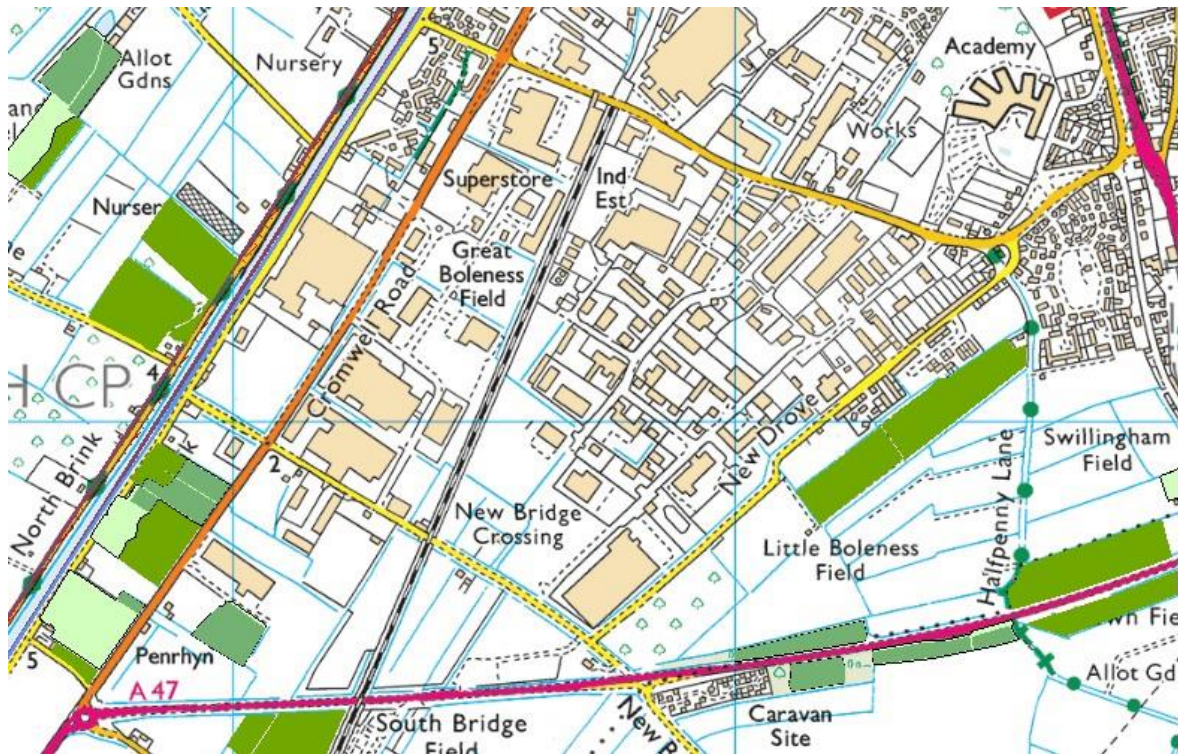 5
Allot
Gdns
Nursery
Academy
Works
Superstore
Ind
Est
Nurser
Great
Boleness
Field
Cromwell Road
H CP
4
2
North Brink
New Drove
Halfpenny Lane
Swillingham
Field
New Bridge
Crossing
Little Boleness
Field
5
Penrhyn
A 47
wn Fie
Allot Gd
South Bridge
Field
Caravan
Site